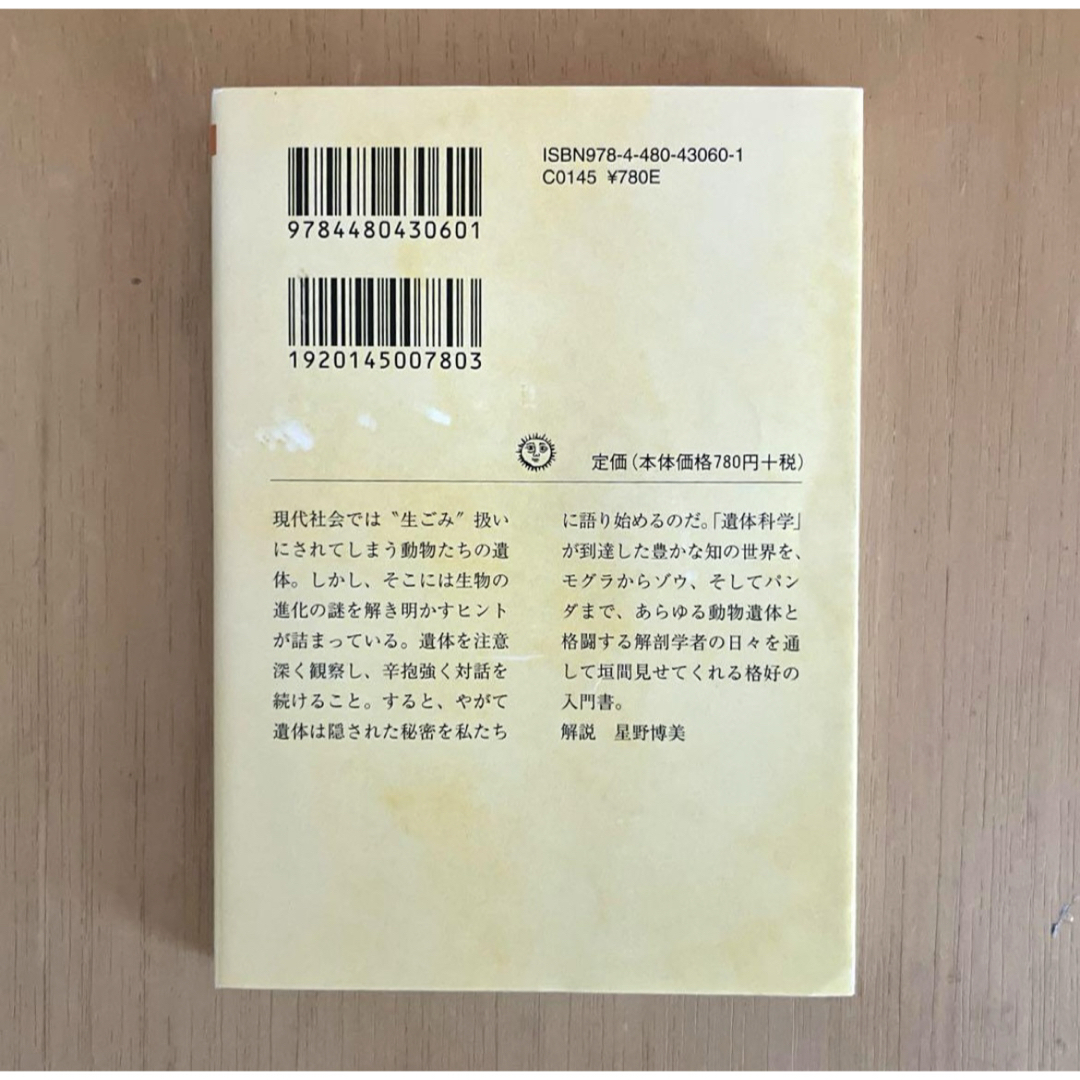 ISBN978-4-480-43060-1
C0145 ¥780E
9784480430601
1920145007803
定価(本体価格780円+税)
現代社会では〝生ごみ〟扱い
にされてしまう動物たちの遺
体。しかし、そこには生物の
進化の謎を解き明かすヒント
が詰まっている。遺体を注意
深く観察し、辛抱強く対話を
続けること。すると、やがて
遺体は隠された秘密を私たち
に語り始めるのだ。「遺体科学」
が到達した豊かな知の世界を、
モグラからゾウ、そしてパン
ダまで、あらゆる動物遺体と
格闘する解剖学者の日々を通
して垣間見せてくれる格好の
入門書。
解説　星野博美